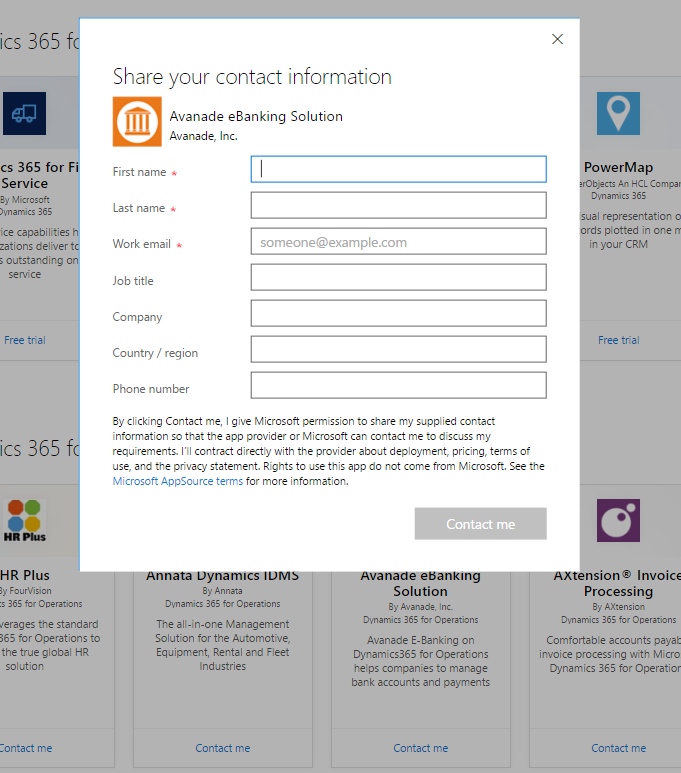 ics 365 fo
Share your contact information
Avanade eBanking Solution
Avanade, Inc.
First name *
Last name *
Work email *
someone@example.com
Job title
Company
Country / region
Phone number
By clicking Contact me, I give Microsoft permission to share my supplied contact
information so that the app provider or Microsoft can contact me to discuss my
requirements. I'll contract directly with the provider about deployment, pricing, terms of
use, and the privacy statement. Rights to use this app do not come from Microsoft. See the
Microsoft AppSource terms for more information.
Contact me
cs 365 for Fi
Service
By Microsoft
Dynamics 365
vice capabilities h
zations deliver to
s outstanding on
service
Free trial
PowerMap
erObjects An HCL Compa
Dynamics 365
sual representation o
ords plotted in one m
in your CRM
Free trial
ics 365 fo
HR Plus
HR Plus
By FourVision
cs 365 for Operations
verages the standard
365 for Operations to
the true global HR
solution
Contact me
Annata Dynamics IDMS
By Annata
Dynamics 365 for Operations
The all-in-one Management
Solution for the Automotive,
Equipment, Rental and Fleet
Industries
Contact me
Avanade eBanking
Solution
By Avanade, Inc.
Dynamics 365 for Operations
Avanade E-Banking on
Dynamics365 for Operations
helps companies to manage
bank accounts and payments
Contact me
AXtension® Invoice
Processing
By AXtension
Dynamics 365 for Operations
Comfortable accounts payab
invoice processing with Micro
Dynamics 365 for Operation
Contact me